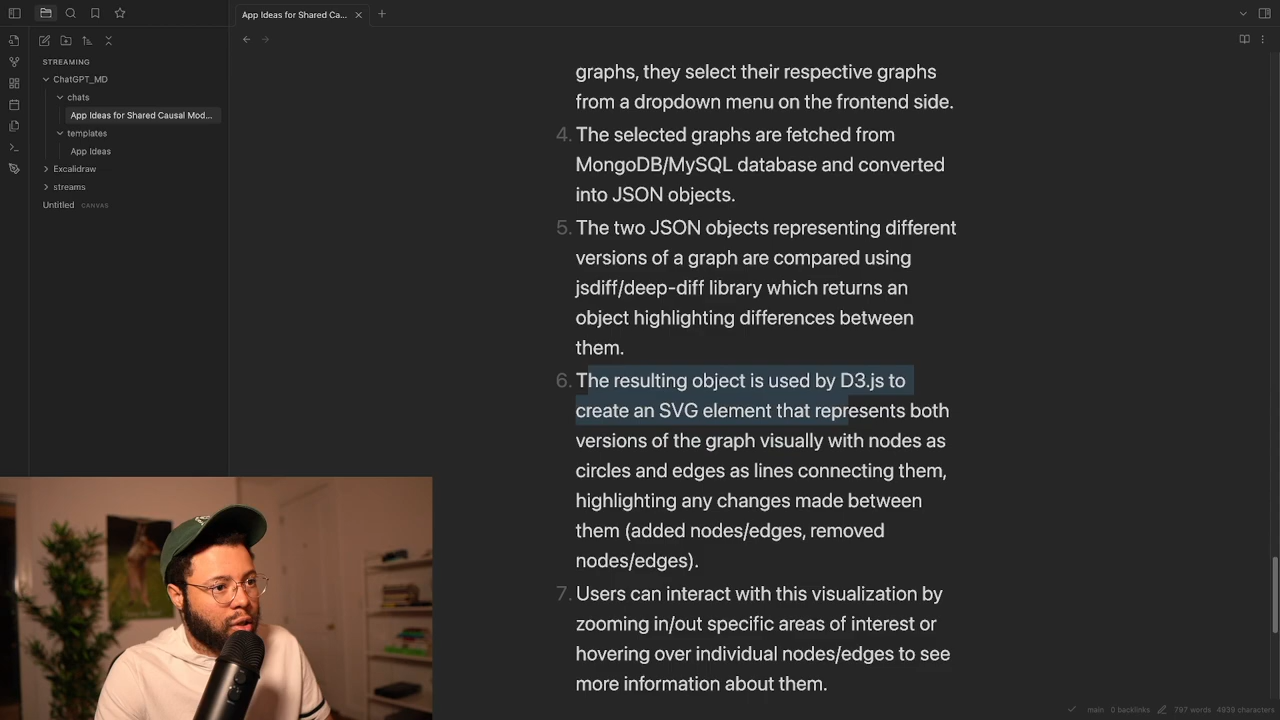 App Ideas for Shared Ca...
STREAMING
ChatGPT_MD
chats
App Ideas for Shared Causal Mod...
templates
App Ideas
Excalidraw
streams
Untitled CANVAS
graphs, they select their respective graphs
from a dropdown menu on the frontend side.
4. The selected graphs are fetched from
MongoDB/MySQL database and converted
into JSON objects.
5. The two JSON objects representing different
versions of a graph are compared using
jsdiff/deep-diff library which returns an
object highlighting differences between
them.
6. The resulting object is used by D3.js to
create an SVG element that represents both
versions of the graph visually with nodes as
circles and edges as lines connecting them,
highlighting any changes made between
them (added nodes/edges, removed
nodes/edges).
7. Users can interact with this visualization by
zooming in/out specific areas of interest or
hovering over individual nodes/edges to see
more information about them.
main 0 backlinks 797 words 4939 characters